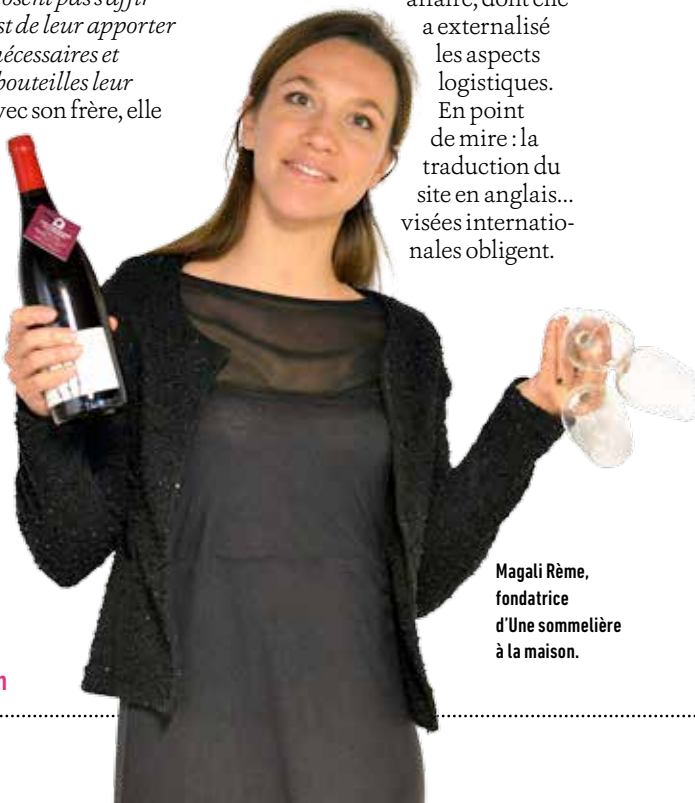 osent pas s'affir
st de leur apporter
nécessaires et
bouteilles leur
vec son frère, elle
affaire, dont elle
a externalisé
les aspects
logistiques.
En point
de mire : la
traduction du
site en anglais...
visées internatio-
nales obligent.
Magali Rème,
fondatrice
d'Une sommelière
à la maison.
n